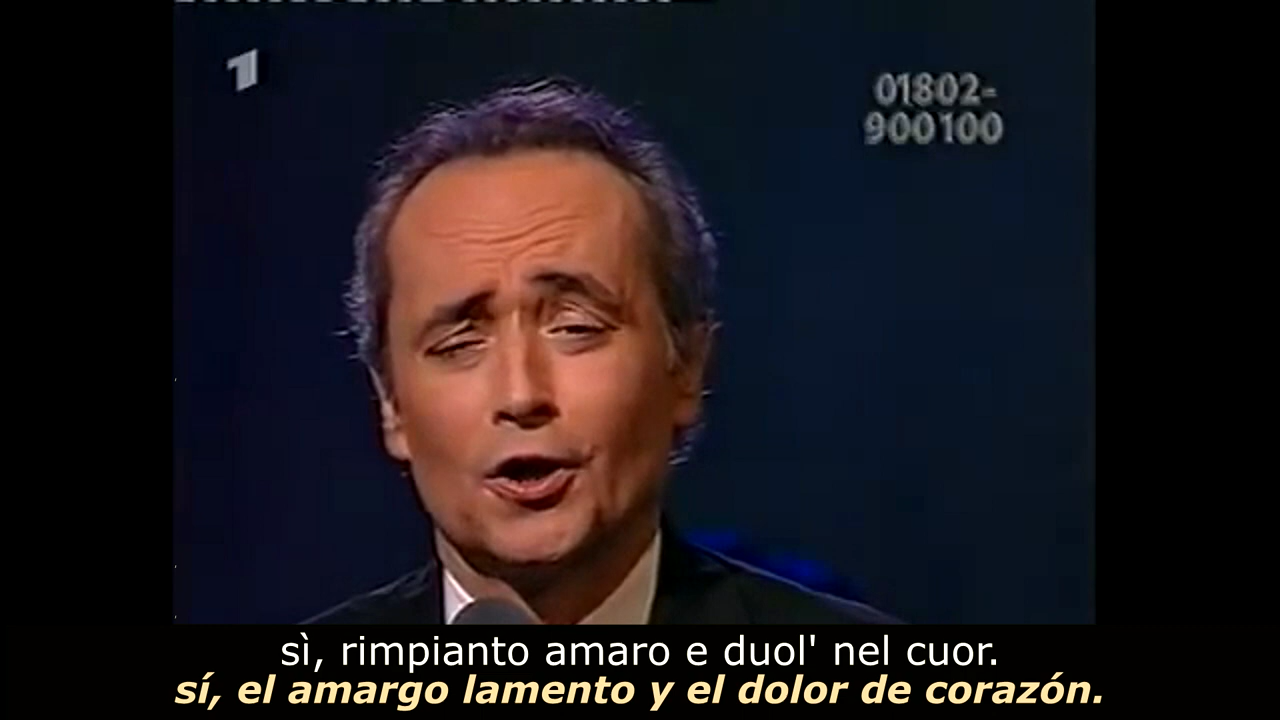 1
01802-
900100
sì, rimpianto amaro e duol' nel cuor.
sí, el amargo lamento y el dolor de corazón.